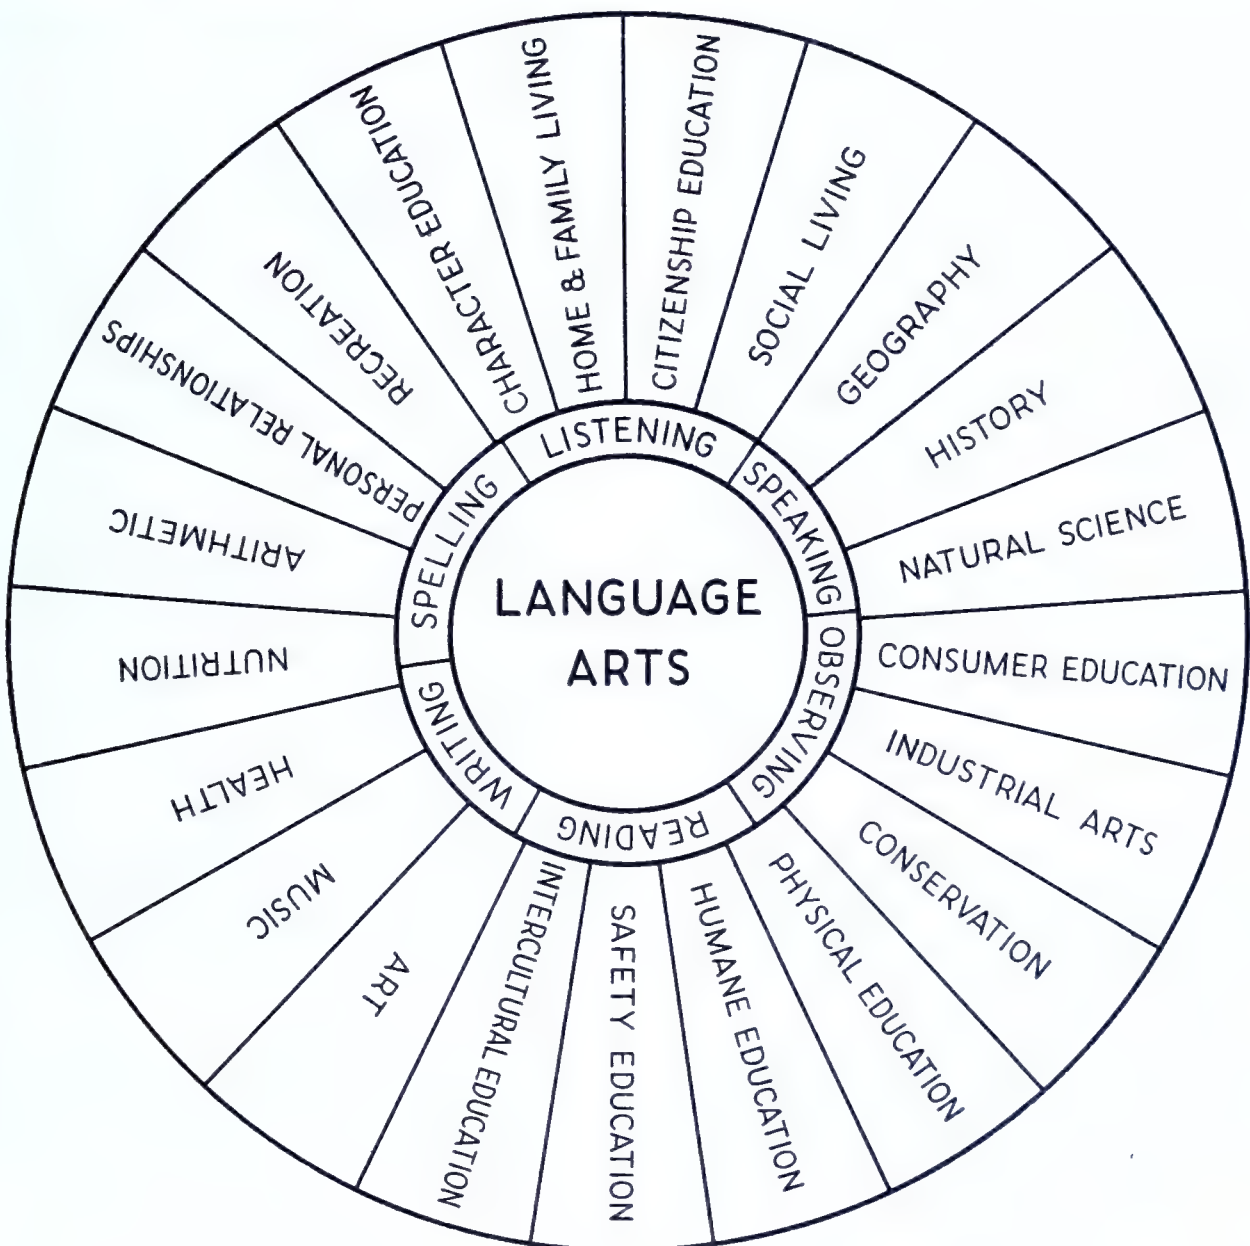 LANGUAGE
ARTS
LISTENING
SPEAKING
OBSERVING
READING
WRITING
SPELLING
HOME & FAMILY LIVING
CITIZENSHIP EDUCATION
SOCIAL LIVING
GEOGRAPHY
HISTORY
NATURAL SCIENCE
CONSUMER EDUCATION
INDUSTRIAL ARTS
CONSERVATION
PHYSICAL EDUCATION
HUMANE EDUCATION
SAFETY EDUCATION
INTERCULTURAL EDUCATION
ART
MUSIC
HEALTH
NUTRITION
ARITHMETIC
PERSONAL RELATIONSHIPS
RECREATION
CHARACTER EDUCATION